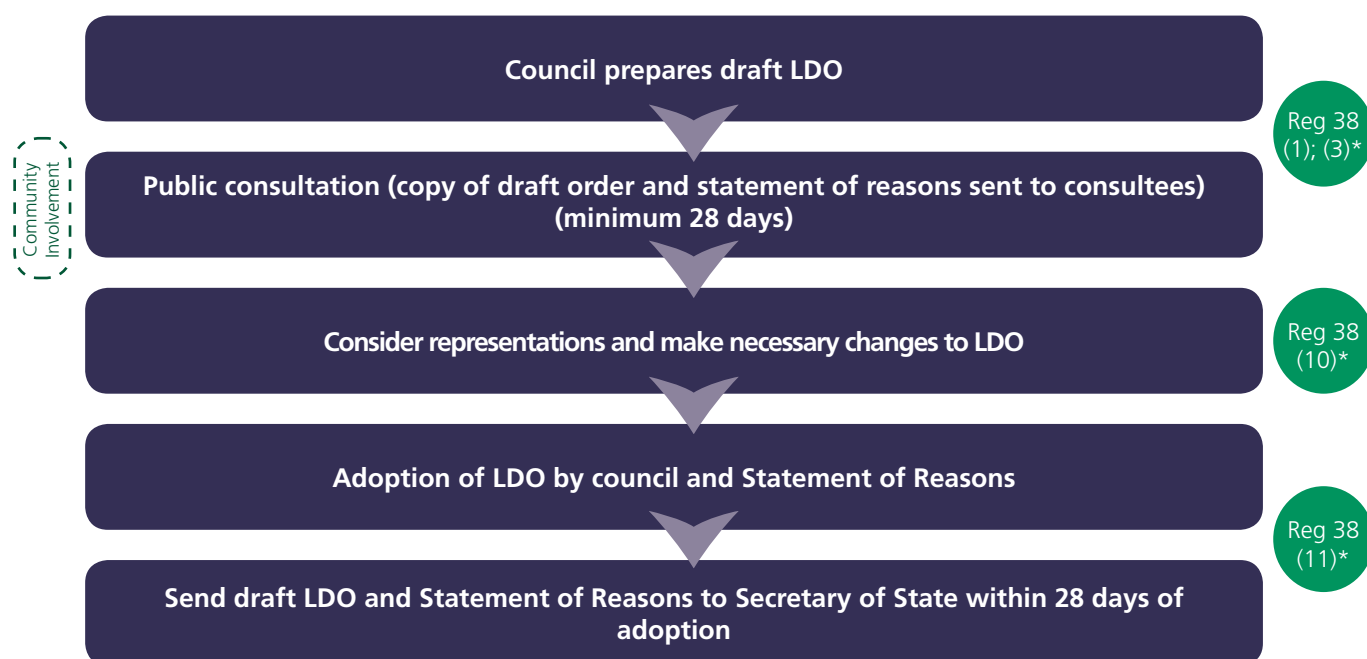 Council prepares draft LDO
Reg 38
(1); (3)*
Community
Involvement
Public consultation (copy of draft order and statement of reasons sent to consultees)
(minimum 28 days)
Consider representations and make necessary changes to LDO
Reg 38
(10)*
Adoption of LDO by council and Statement of Reasons
Reg 38
(11)*
Send draft LDO and Statement of Reasons to Secretary of State within 28 days of
adoption